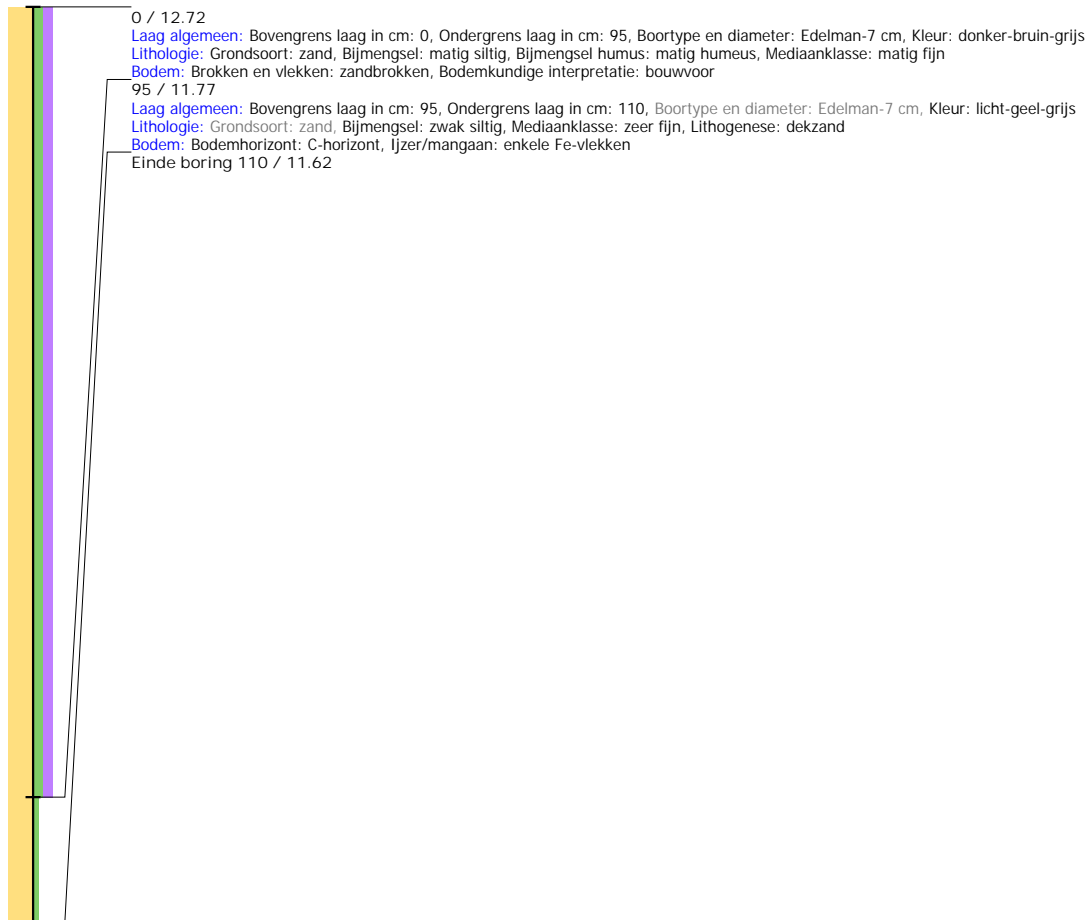 0 / 12.72
Laag algemeen: Bovengrens laag in cm: 0, Ondergrens laag in cm: 95, Boortype en diameter: Edelman-7 cm, Kleur: donker-bruin-grijs
Lithologie: Grondsoort: zand, Bijmengsel: matig siltig, Bijmengsel humus: matig humeus, Mediaanklasse: matig fijn
Bodem: Brokken en vlekken: zandbrokken, Bodemkundige interpretatie: bouwvoor
95 / 11.77
Laag algemeen: Bovengrens laag in cm: 95, Ondergrens laag in cm: 110, Boortype en diameter: Edelman-7 cm, Kleur: licht-geel-grijs
Lithologie: Grondsoort: zand, Bijmengsel: zwak siltig, Mediaanklasse: zeer fijn, Lithogenese: dekzand
Bodem: Bodemhorizont: C-horizont, Ijzer/mangaan: enkele Fe-vlekken
Einde boring 110 / 11.62